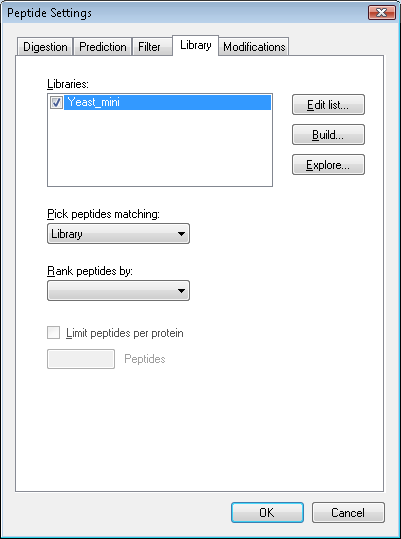 Peptide Settings
Digestion Prediction Filter Library Modifications
Libraries:
Yeast_mini
Edit list...
Build...
Explore...
Pick peptides matching:
Library
Rank peptides by:
Limit peptides per protein
Peptides
OK Cancel